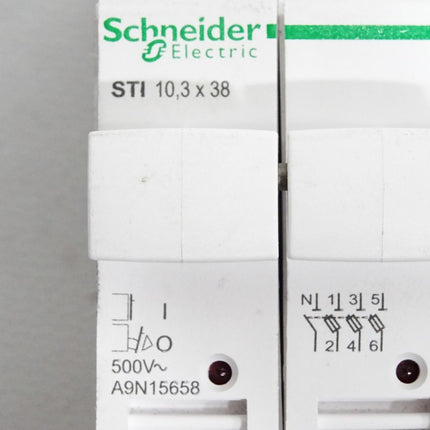 Schneider
Electric
STI 10,3 x 38
I
O
500V~
A9N15658
N 1 3 5
2 4 6